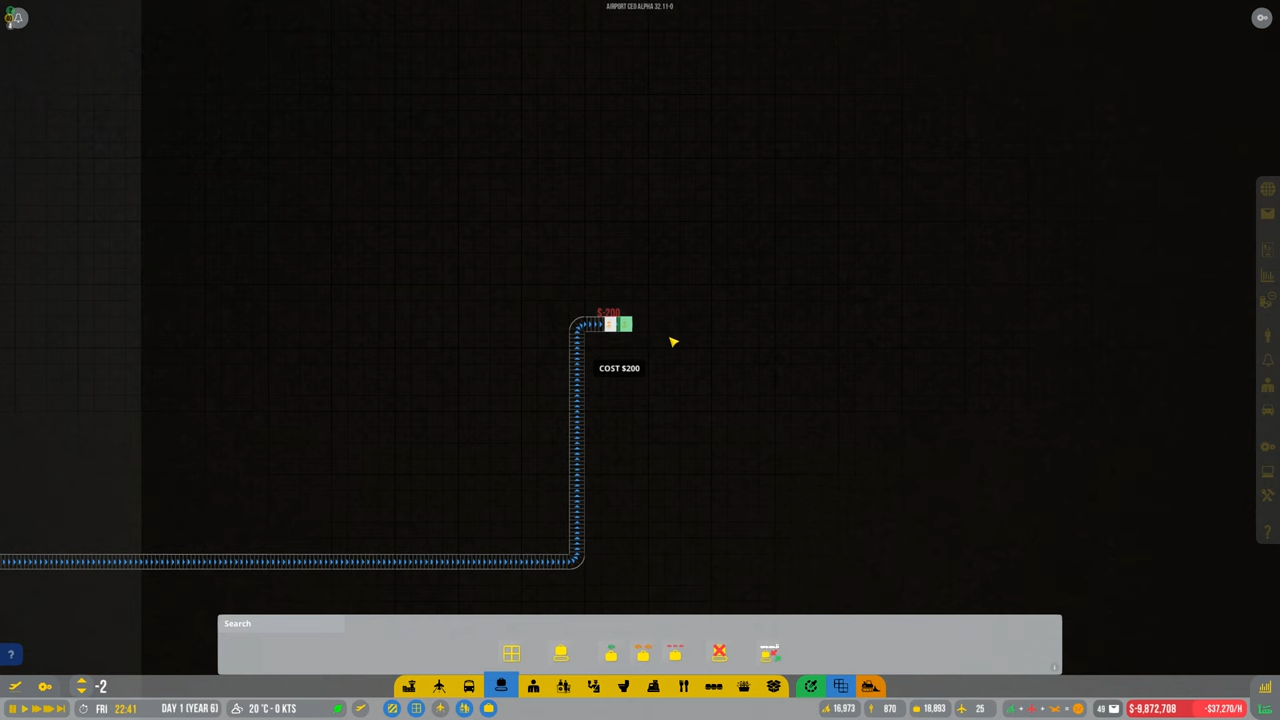 AIRPORT CEO ALPHA 32.11-0
$-200
COST $200
Search
?
-2
FRI 22:41 DAY 1 (YEAR 6) 20 °C - 0 KTS 16,973 870 18,893 25 49 $-9,872,708 -$37,270/H